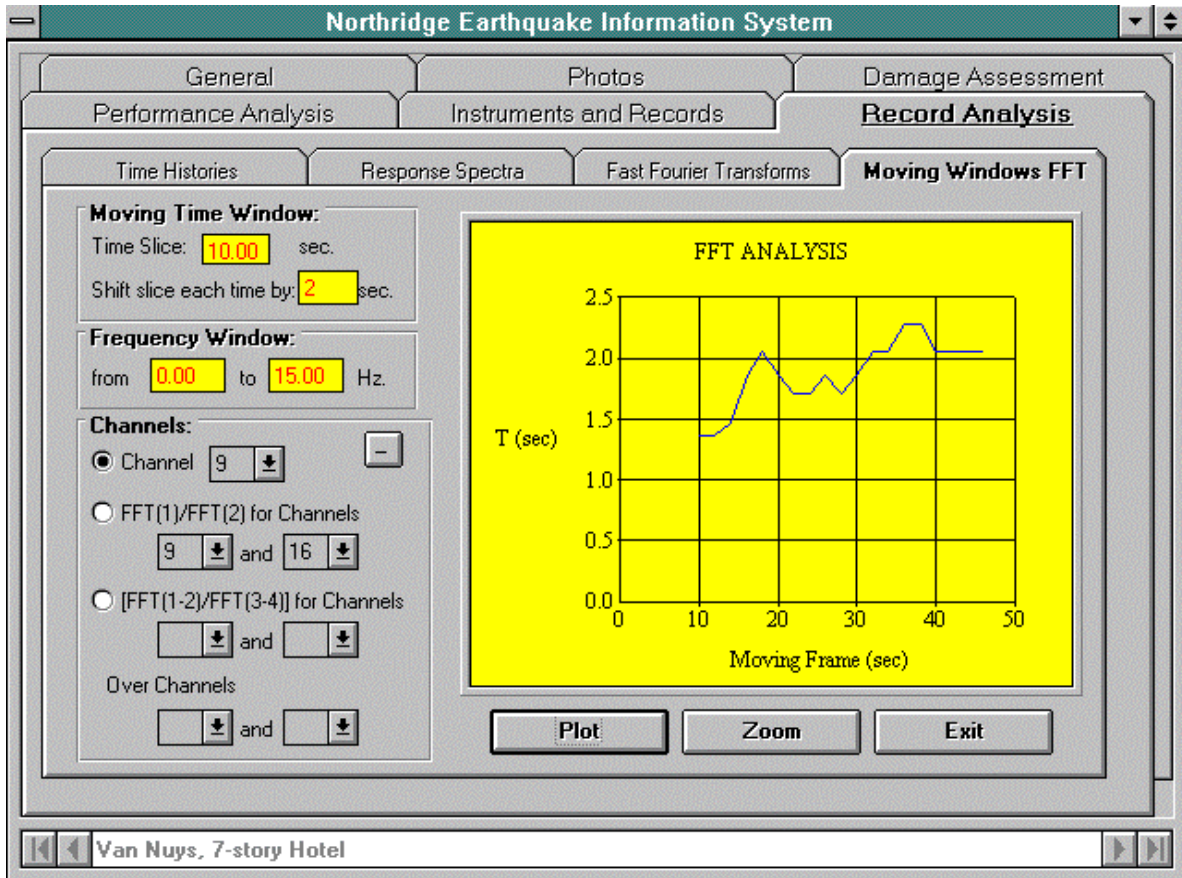 Northridge Earthquake Information System
General Photos Damage Assessment
Performance Analysis Instruments and Records Record Analysis
Time Histories Response Spectra Fast Fourier Transforms Moving Windows FFT
Moving Time Window:
Time Slice: 10.00 sec.
Shift slice each time by: 2 sec.
Frequency Window:
from 0.00 to 15.00 Hz.
Channels:
Channel 9
FFT(1)/FFT(2) for Channels
9 and 16
[FFT(1-2)/FFT(3-4)] for Channels
and
Over Channels
and
FFT ANALYSIS
2.5
2.0
1.5
T (sec)
1.0
0.5
0.0
0 10 20 30 40 50
Moving Frame (sec)
Plot Zoom Exit
Van Nuys, 7-story Hotel